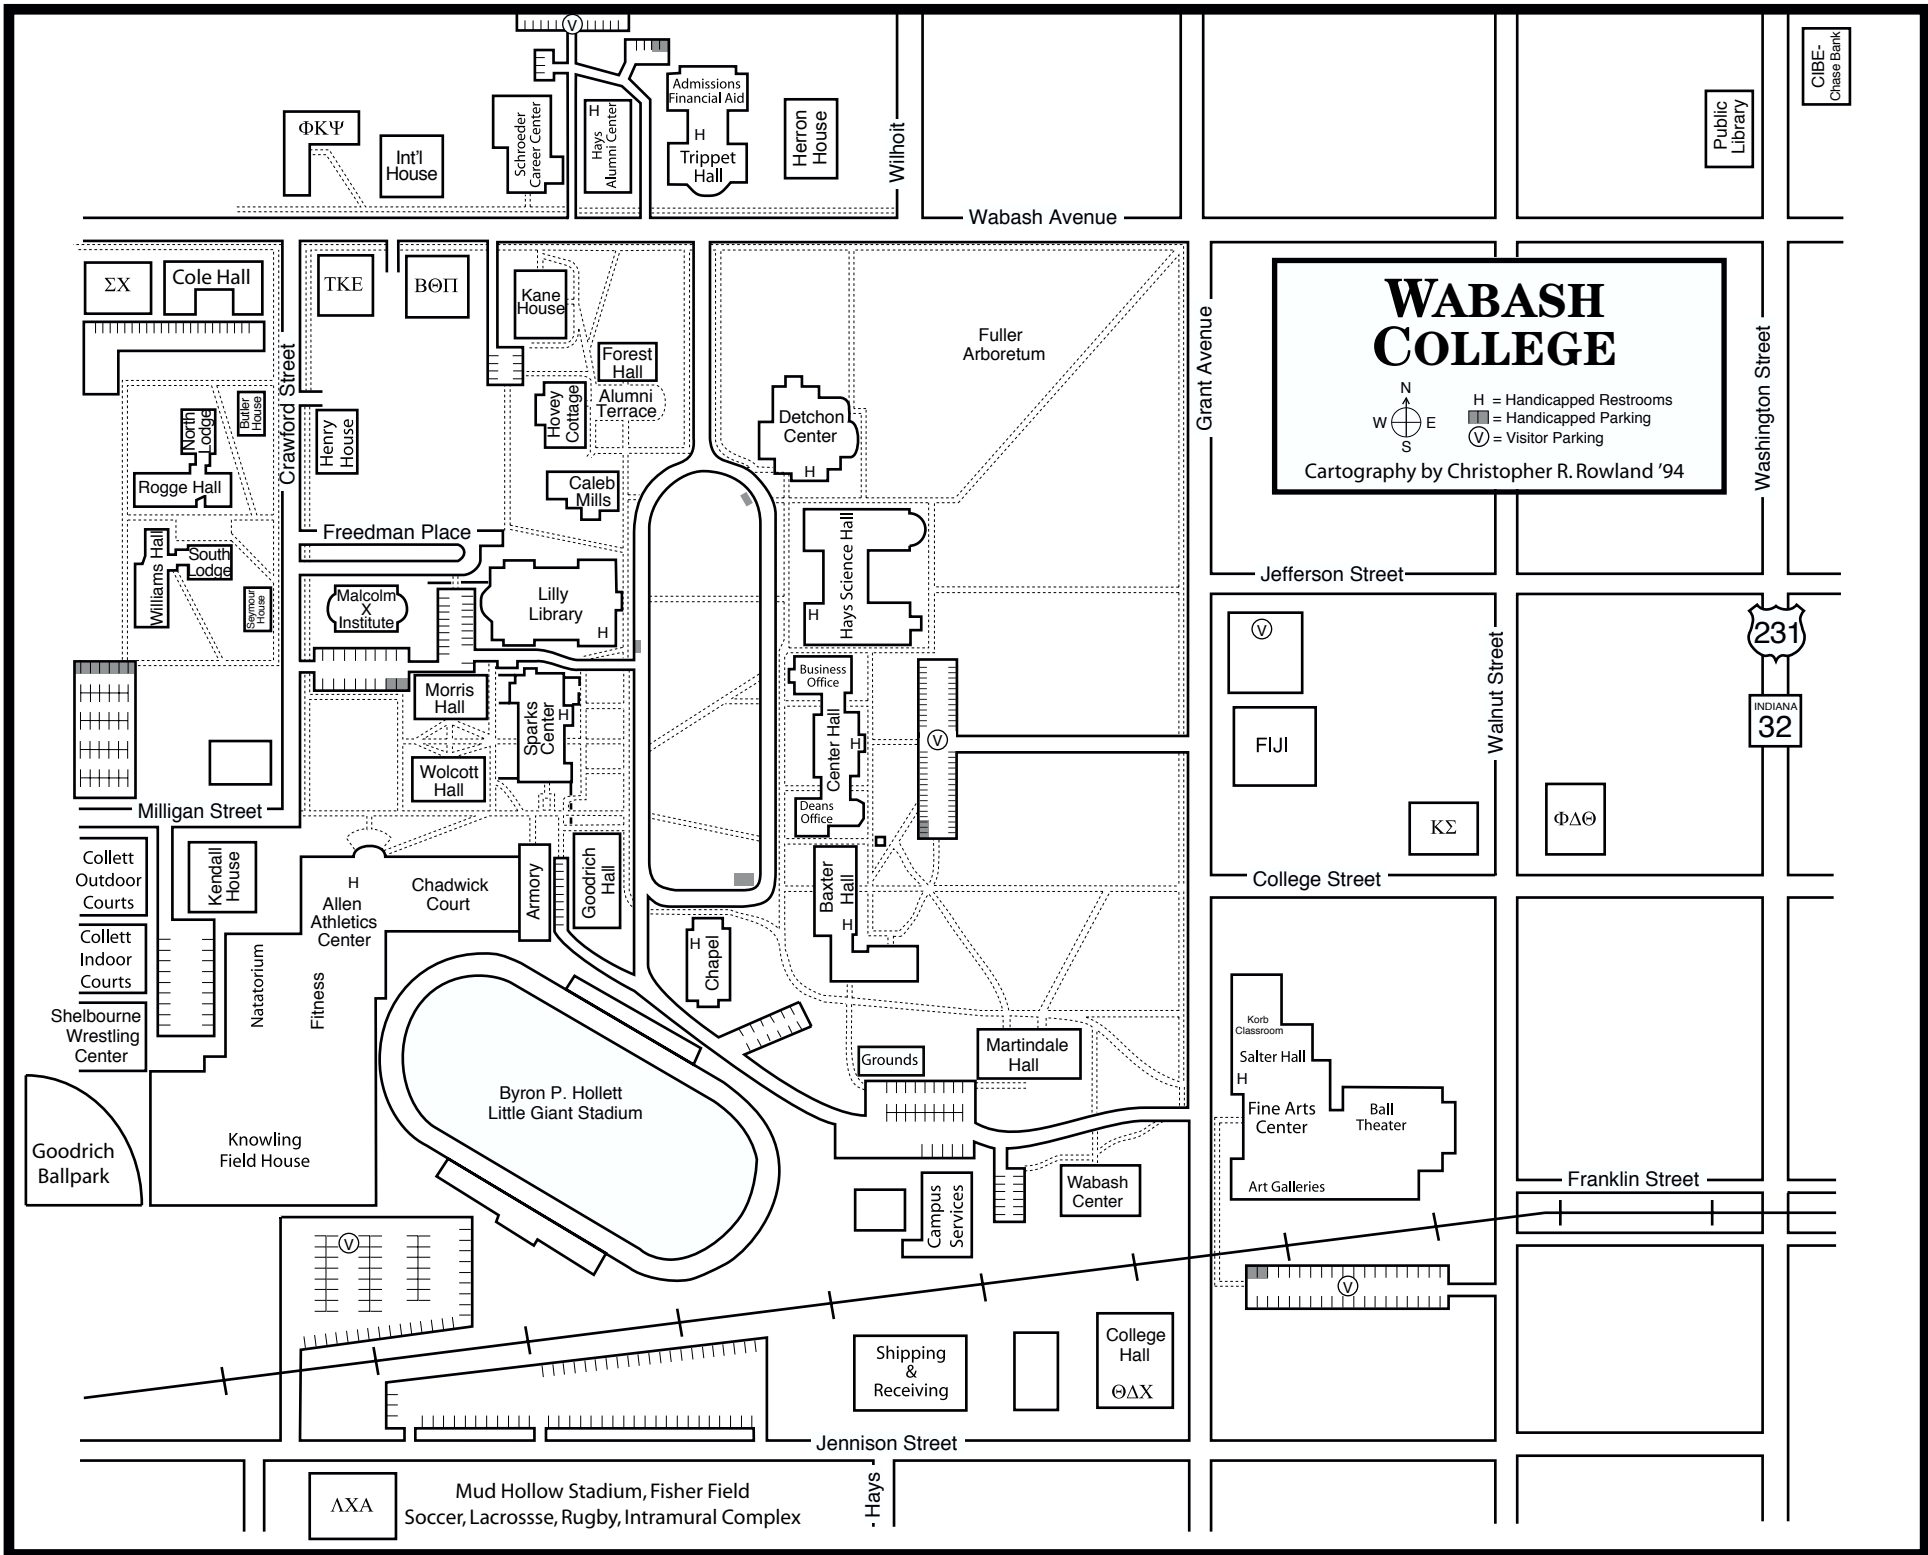 V
Admissions
Financial Aid
H
Trippet
Hall
Schroeder
Career Center
H
Hays
Alumni Center
Herron
House
Wilhoit
ΦΚΨ
Int'l
House
Public
Library
CIBE-
Chase Bank
Wabash Avenue
ΣΧ
Cole Hall
ΤΚΕ
ΒΘΠ
Kane
House
Forest
Hall
Alumni
Terrace
Hovey
Cottage
Caleb
Mills
Fuller
Arboretum
Detchon
Center
H
Grant Avenue
WABASH
COLLEGE
N
W E
S
H = Handicapped Restrooms
= Handicapped Parking
V = Visitor Parking
Cartography by Christopher R. Rowland '94
Washington Street
Crawford Street
Butler
House
North
Lodge
Rogge Hall
Henry
House
Freedman Place
Williams Hall
South
Lodge
Seymour
House
Malcolm
X
Institute
Lilly
Library
H
Hays Science Hall
H
Jefferson Street
V
231
INDIANA
32
Walnut Street
FIJI
ΚΣ
ΦΔΘ
Morris
Hall
Sparks
Center
H
Wolcott
Hall
Business
Office
Center Hall
H
Deans
Office
V
Milligan Street
Collett
Outdoor
Courts
Kendall
House
H
Allen
Athletics
Center
Chadwick
Court
Armory
Goodrich
Hall
Baxter
Hall
H
College Street
Collett
Indoor
Courts
Natatorium
Fitness
H
Chapel
Shelbourne
Wrestling
Center
Grounds
Martindale
Hall
Korb
Classroom
Salter Hall
H
Fine Arts
Center
Ball
Theater
Art Galleries
Byron P. Hollett
Little Giant Stadium
Goodrich
Ballpark
Knowling
Field House
Campus
Services
Wabash
Center
Franklin Street
V
V
Shipping
&
Receiving
College
Hall
ΘΔΧ
Jennison Street
ΛΧΑ
Mud Hollow Stadium, Fisher Field
Soccer, Lacrossse, Rugby, Intramural Complex
Hays